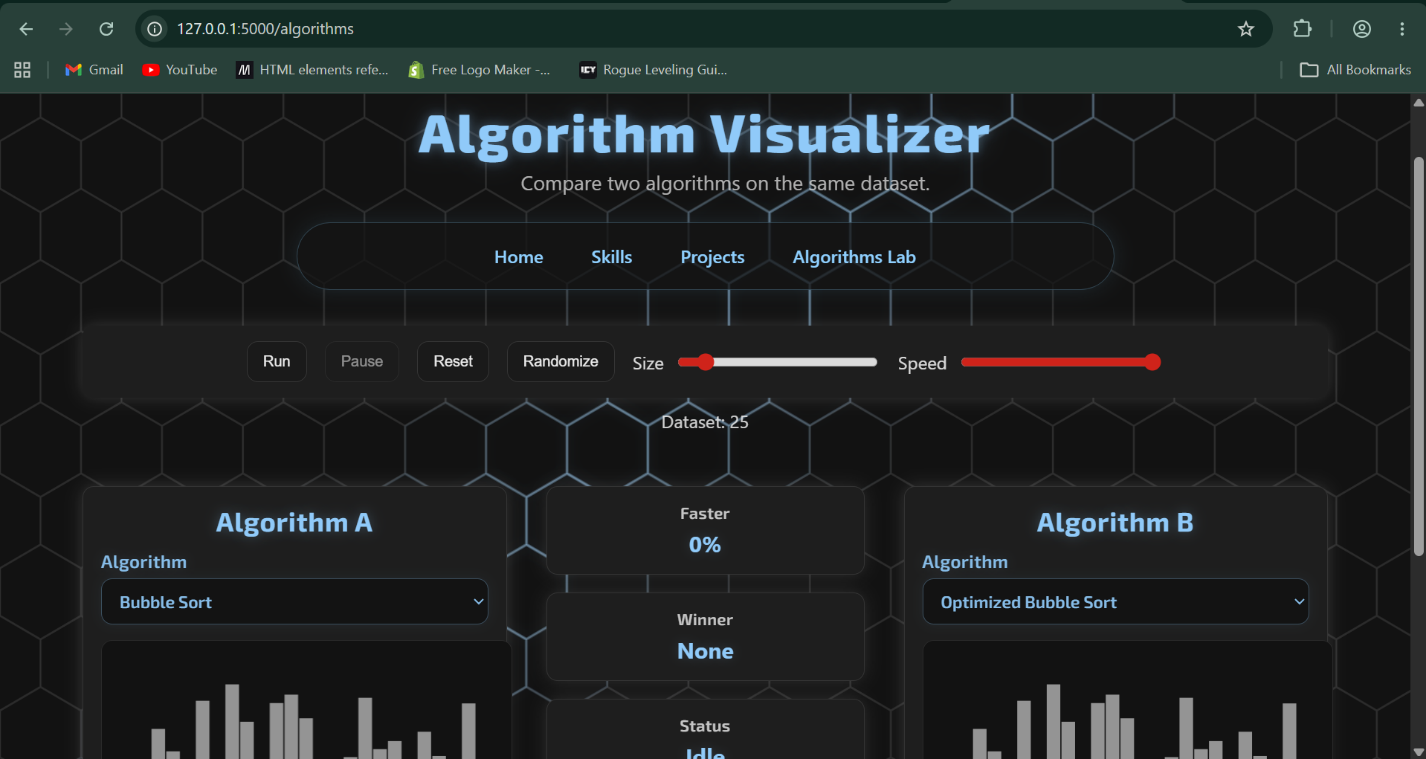 127.0.0.1:5000/algorithms
Gmail
YouTube
HTML elements refe...
Free Logo Maker -...
ICY
Rogue Leveling Gui...
All Bookmarks
Algorithm Visualizer
Compare two algorithms on the same dataset.
Home
Skills
Projects
Algorithms Lab
Run
Pause
Reset
Randomize
Size
Speed
Dataset: 25
Algorithm A
Algorithm
Bubble Sort
Faster
0%
Winner
None
Status
Idle
Algorithm B
Algorithm
Optimized Bubble Sort